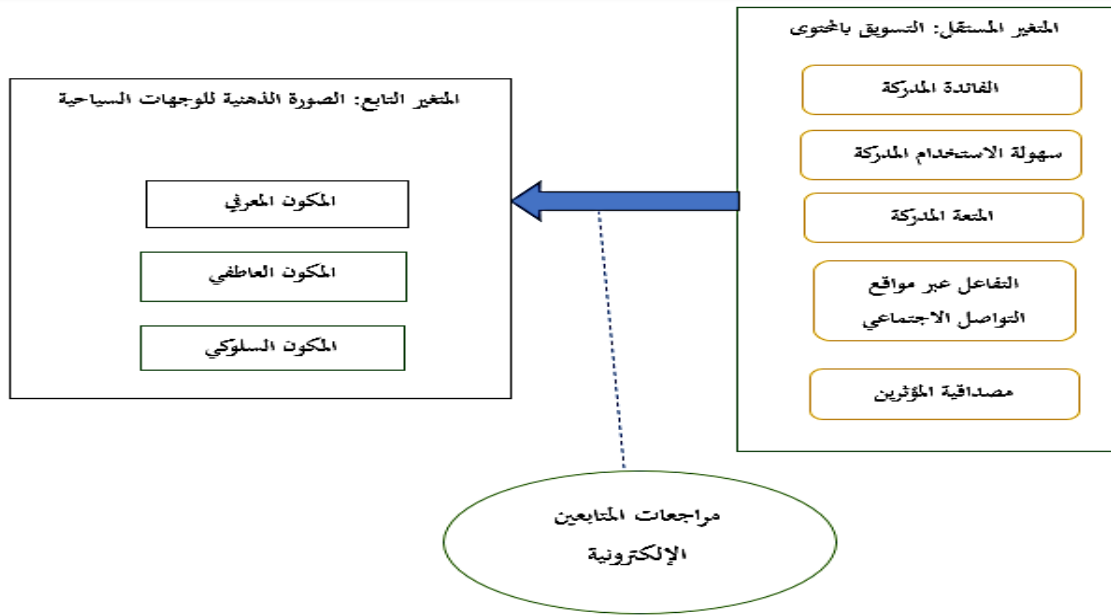 المتغير المستقل: التسويق بالمحتوى
الفائدة المدركة
سهولة الاستخدام المدركة
المتعة المدركة
التفاعل عبر مواقع
التواصل الاجتماعي
مصداقية المؤثرين
المتغير التابع: الصورة الذهنية للوجهات السياحية
المكون المعرفي
المكون العاطفي
المكون السلوكي
مراجعات المتابعين
الإلكترونية